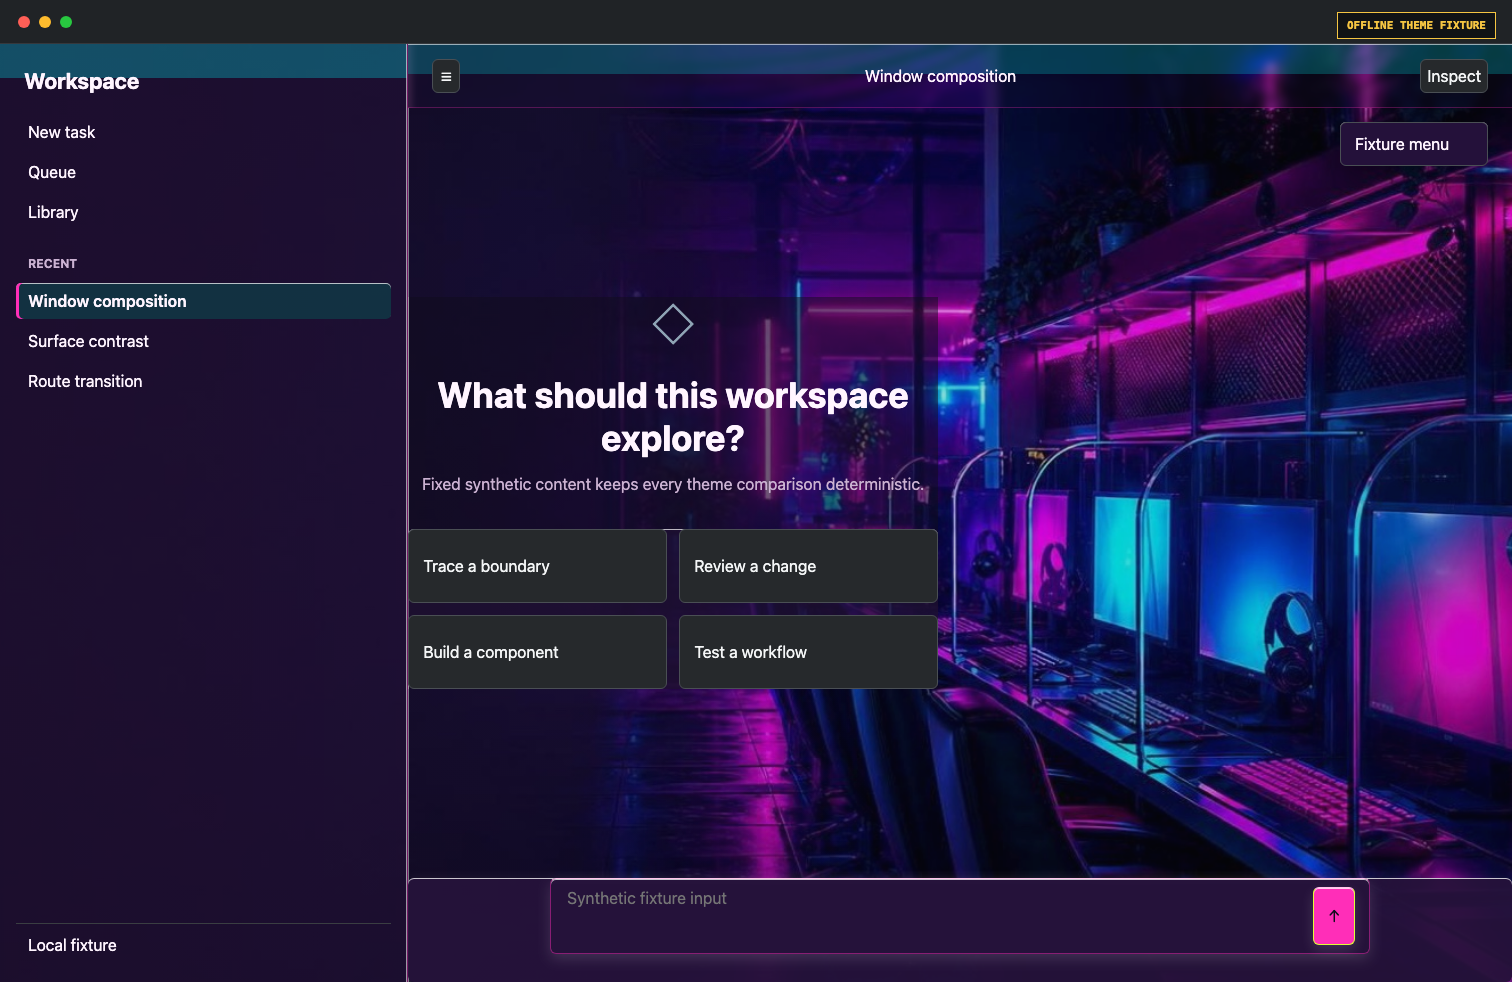 OFFLINE THEME FIXTURE
Workspace
Window composition
Inspect
New task
Queue
Library
Fixture menu
RECENT
Window composition
Surface contrast
Route transition
What should this workspace
explore?
Fixed synthetic content keeps every theme comparison deterministic.
Trace a boundary
Review a change
Build a component
Test a workflow
Synthetic fixture input
Local fixture